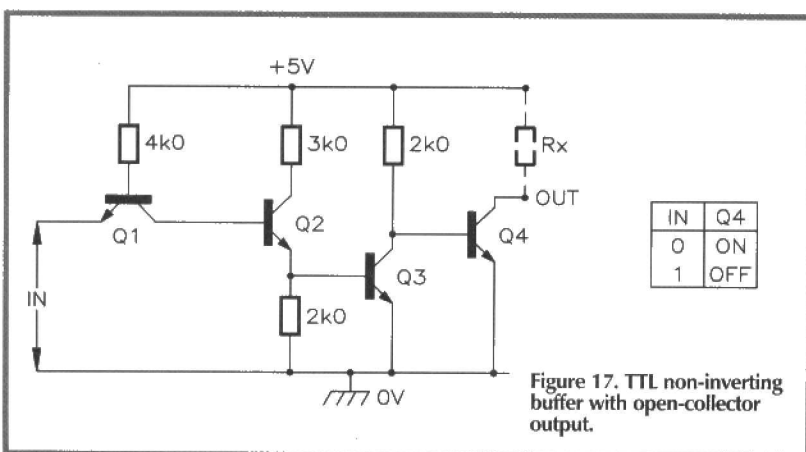 +5V
4k0
3k0
2k0
Rx
OUT
Q1
Q2
Q3
Q4
IN
2k0
0V
IN Q4
0 ON
1 OFF
Figure 17. TTL non-inverting
buffer with open-collector
output.